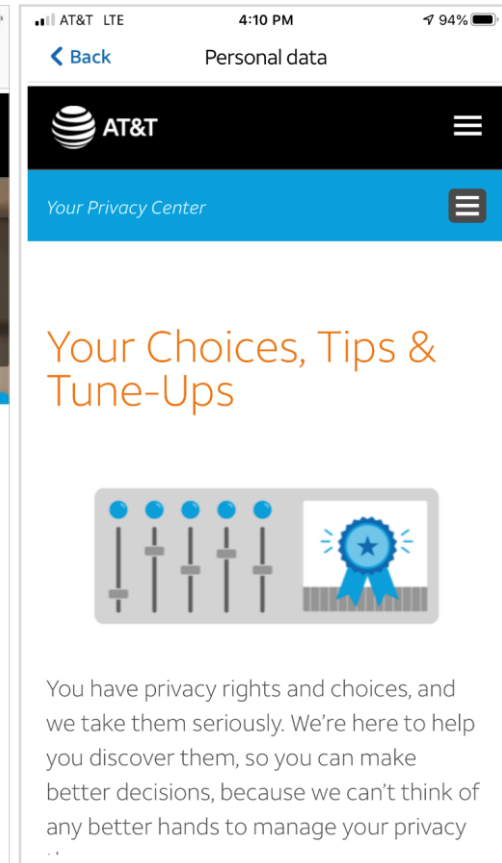 AT&T LTE 4:10 PM 94%
Back Personal data
AT&T
Your Privacy Center
Your Choices, Tips &
Tune-Ups
You have privacy rights and choices, and
we take them seriously. We’re here to help
you discover them, so you can make
better decisions, because we can’t think of
any better hands to manage your privacy